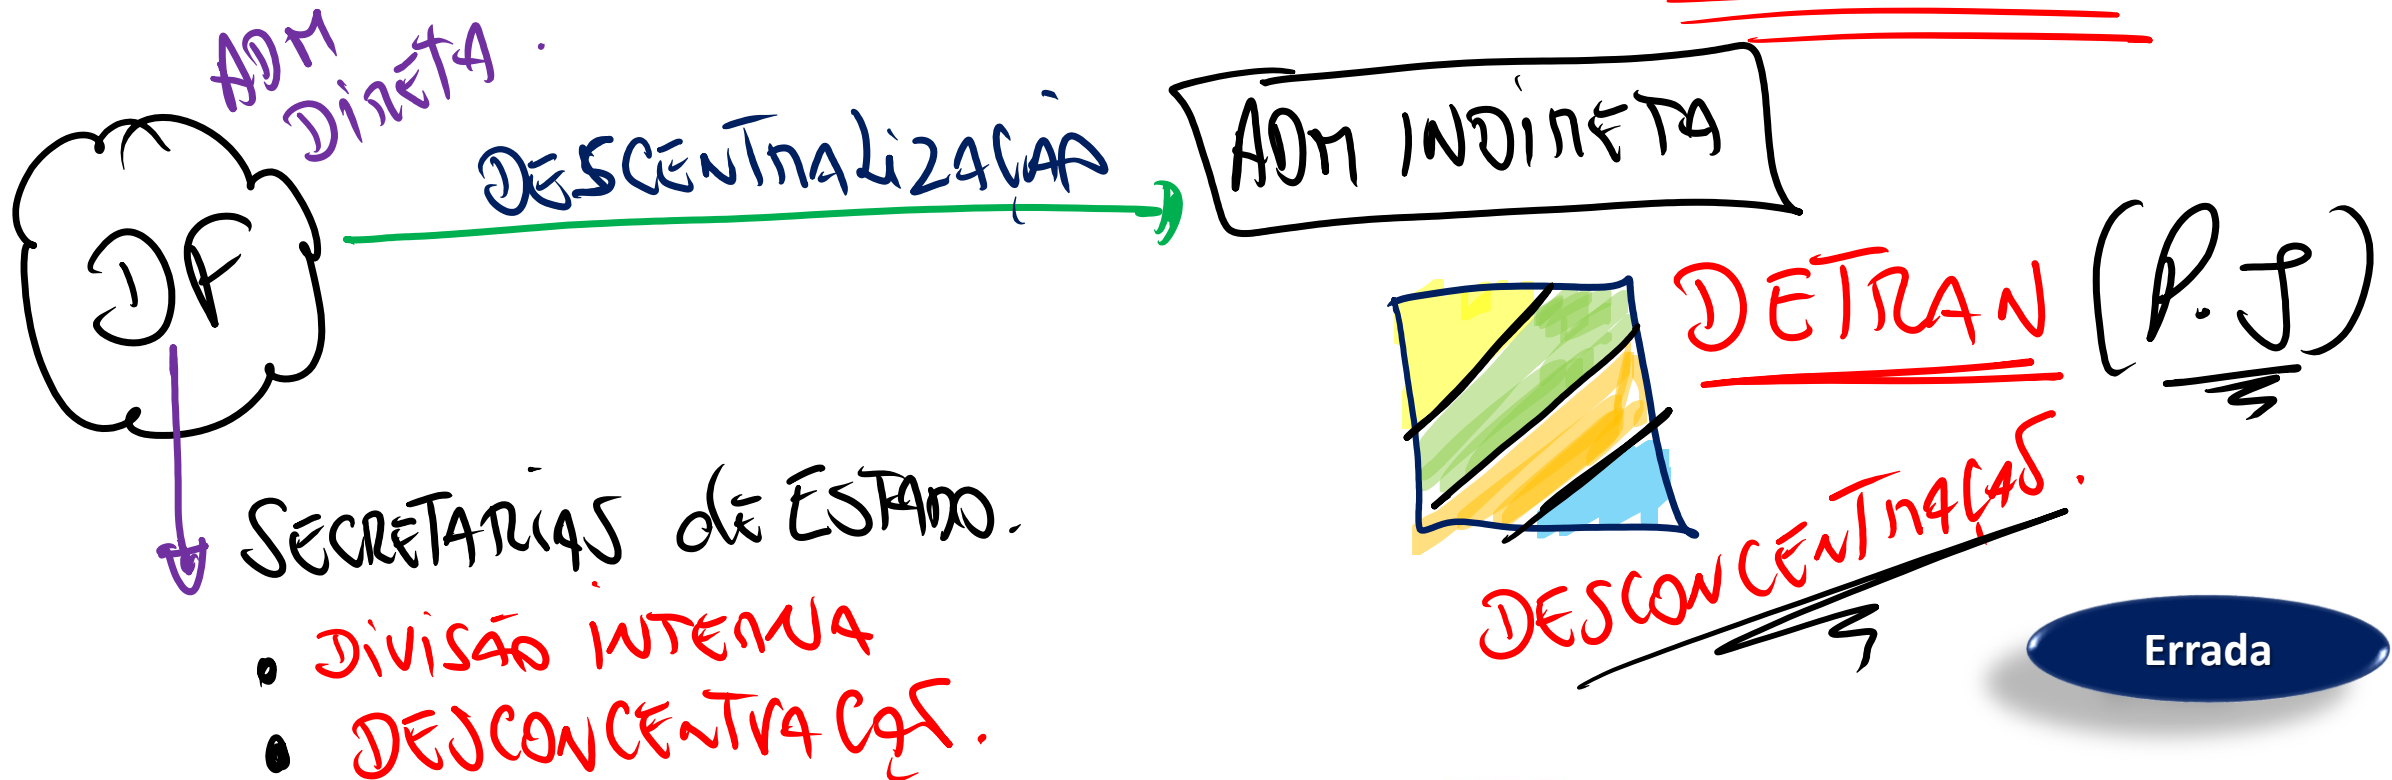 ADM
DIRETA.
DESCENTRALIZAÇÃO
ADM INDIRETA
DF
DETRAN (P.J)
SECRETARIAS de ESTADO.
• DIVISÃO INTERNA
• DESCONCENTRAÇÃO.
DESCONCENTRAÇÃO.
Errada